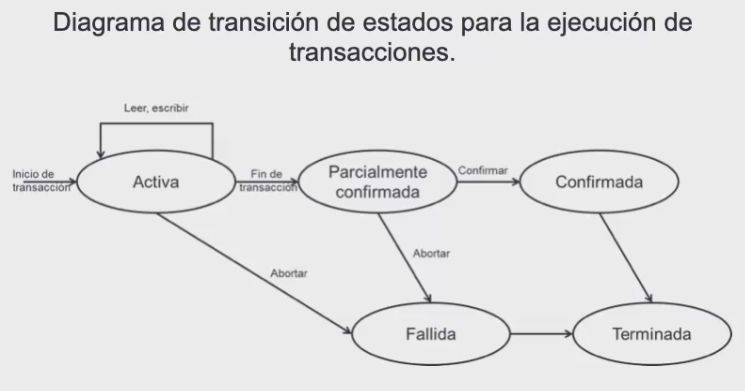 Diagrama de transición de estados para la ejecución de
transacciones.
Leer, escribir
Inicio de
transacción
Activa
Fin de
transacción
Parcialmente
confirmada
Confirmar
Confirmada
Abortar
Abortar
Fallida
Terminada